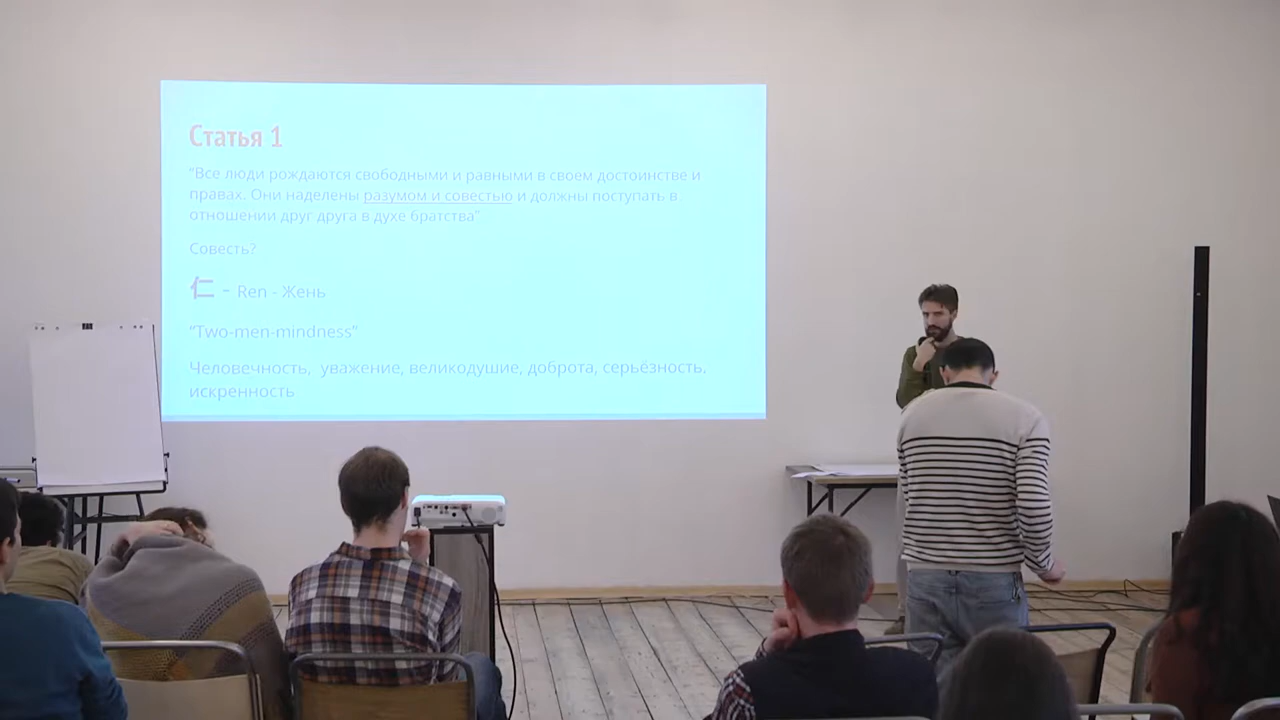 Статья 1
"Все люди рождаются свободными и равными в своем достоинстве и
правах. Они наделены разумом и совестью и должны поступать в
отношении друг друга в духе братства"
Совесть?
仁 - Ren - Жень
"Two-men-mindness"
Человечность, уважение, великодушие, доброта, серьёзность,
искренность